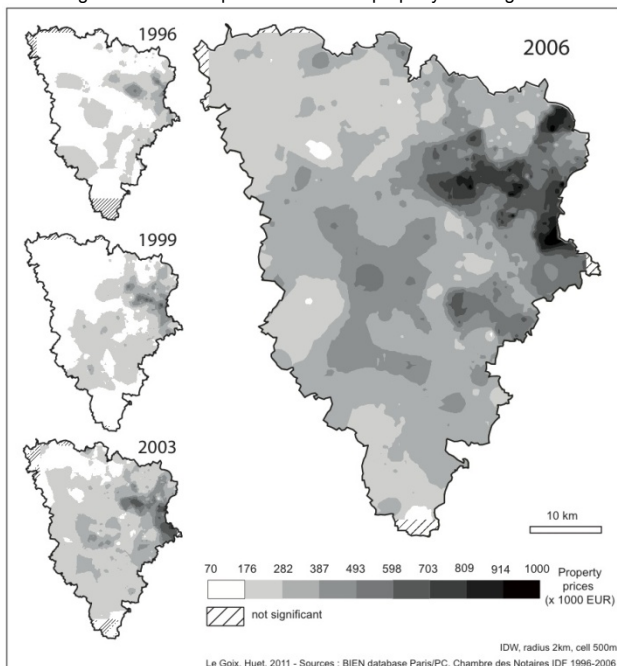 1996
2006
1999
2003
10 km
70 176 282 387 493 598 703 809 914 1000
Property
prices
(x 1000 EUR)
not significant
IDW, radius 2km, cell 500m
Le Goix, Huet, 2011 - Sources : BIEN database Paris/PC, Chambre des Notaires IDF 1996-2006